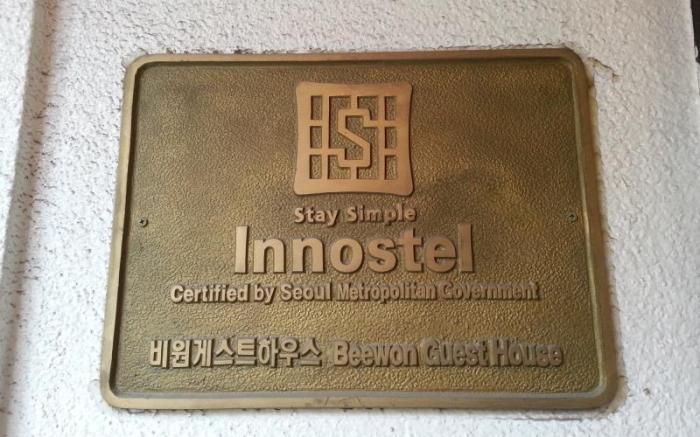 S
Stay Simple
Innostel
Certified by Seoul Metropolitan Government
비원게스트하우스 Beewon Guest House